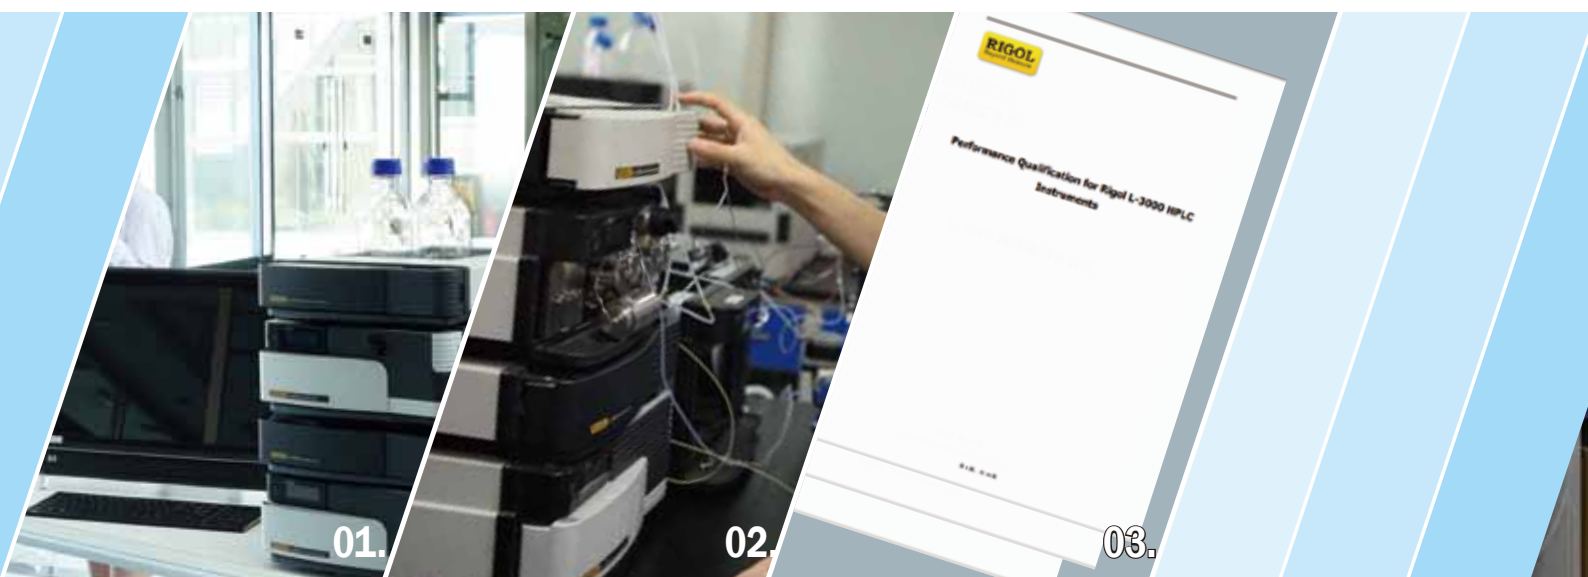 01.
02.
RIGOL
Performance Qualification for Rigol L-3000 HPLC
Instruments
03.